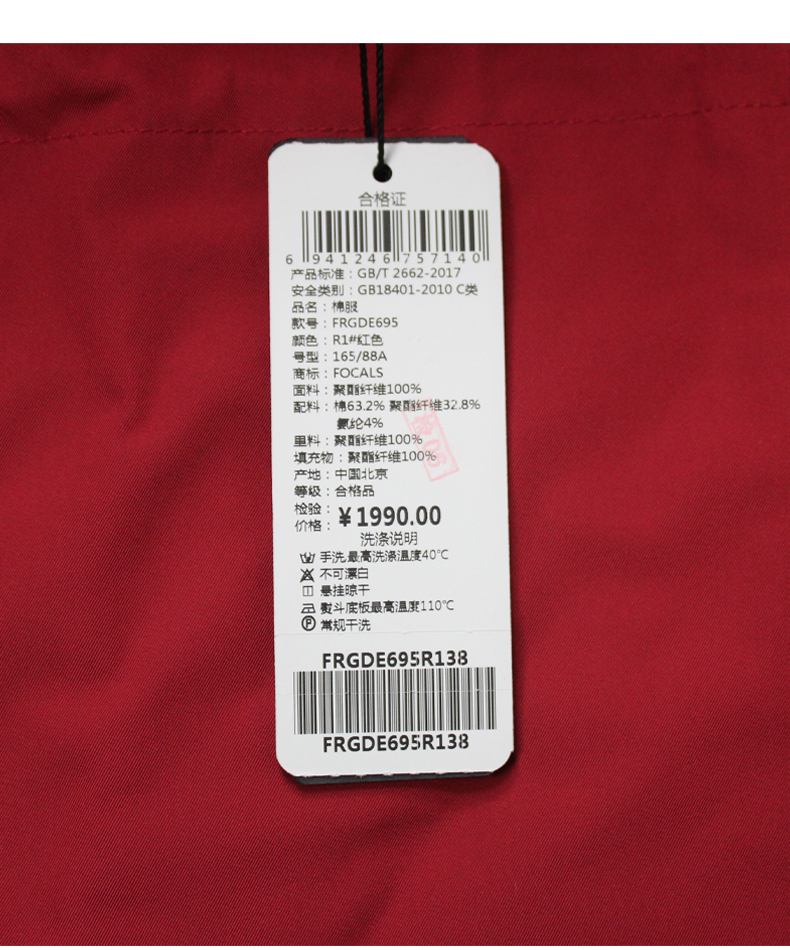 合格证
6 941246 757140
产品标准：GB/T 2662-2017
安全类别：GB18401-2010 C类
品名：棉服
款号：FRGDE695
颜色：R1#红色
号型：165/88A
商标：FOCALS
面料：聚酯纤维100%
配料：棉63.2% 聚酯纤维32.8%
氨纶4%
里料：聚酯纤维100%
填充物：聚酯纤维100%
产地：中国北京
等级：合格品
检验：
价格：￥1990.00
洗涤说明
手洗,最高洗涤温度40℃
不可漂白
悬挂晾干
熨斗底板最高温度110℃
Ⓟ 常规干洗
FRGDE695R138
FRGDE695R138